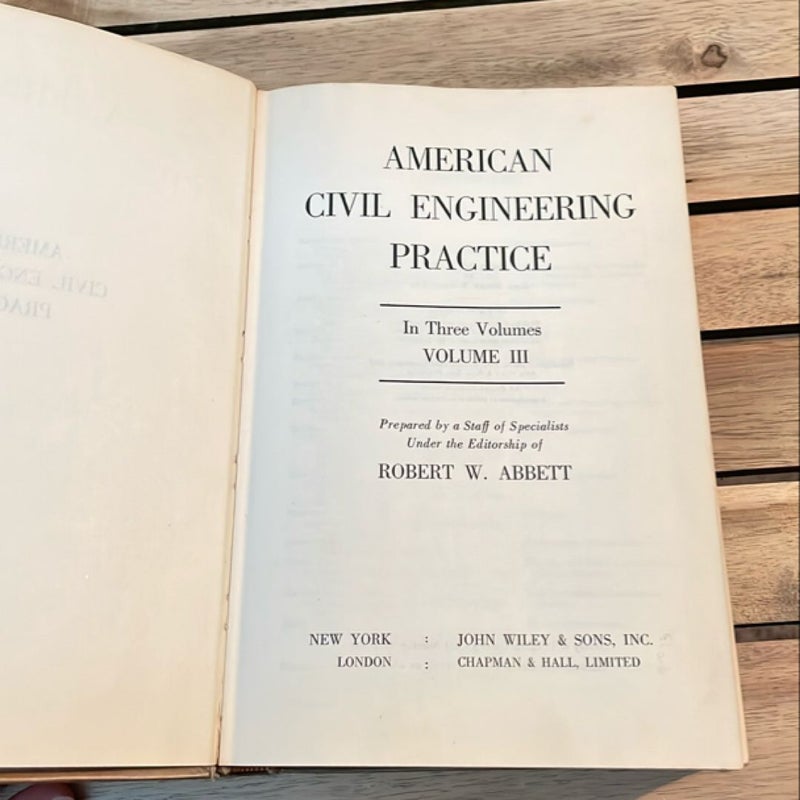 AMERICAN
CIVIL ENGINEERING
PRACTICE
In Three Volumes
VOLUME III
Prepared by a Staff of Specialists
Under the Editorship of
ROBERT W. ABBETT
NEW YORK : JOHN WILEY & SONS, INC.
LONDON : CHAPMAN & HALL, LIMITED